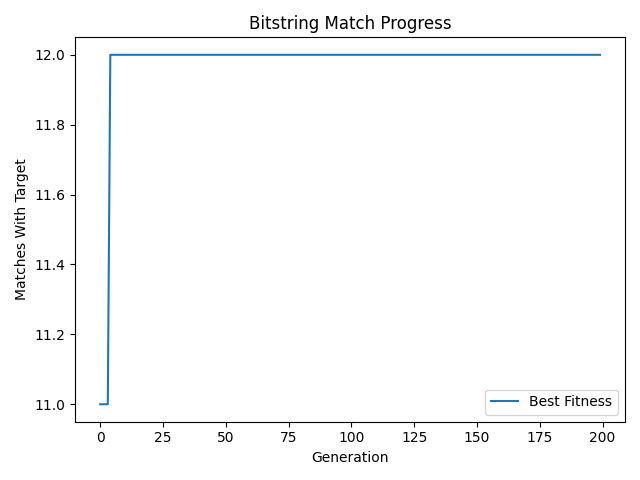 Bitstring Match Progress
Matches With Target
12.0
11.8
11.6
11.4
11.2
11.0
Best Fitness
0 25 50 75 100 125 150 175 200
Generation